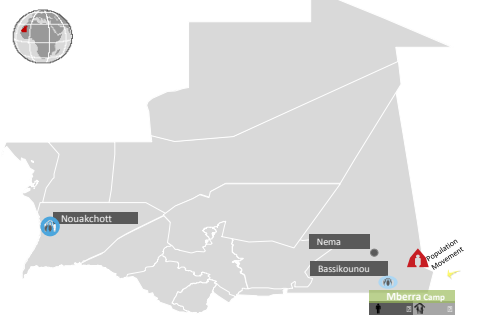 Nouakchott
Nema
Population
Movement
Bassikounou
Mberra Camp